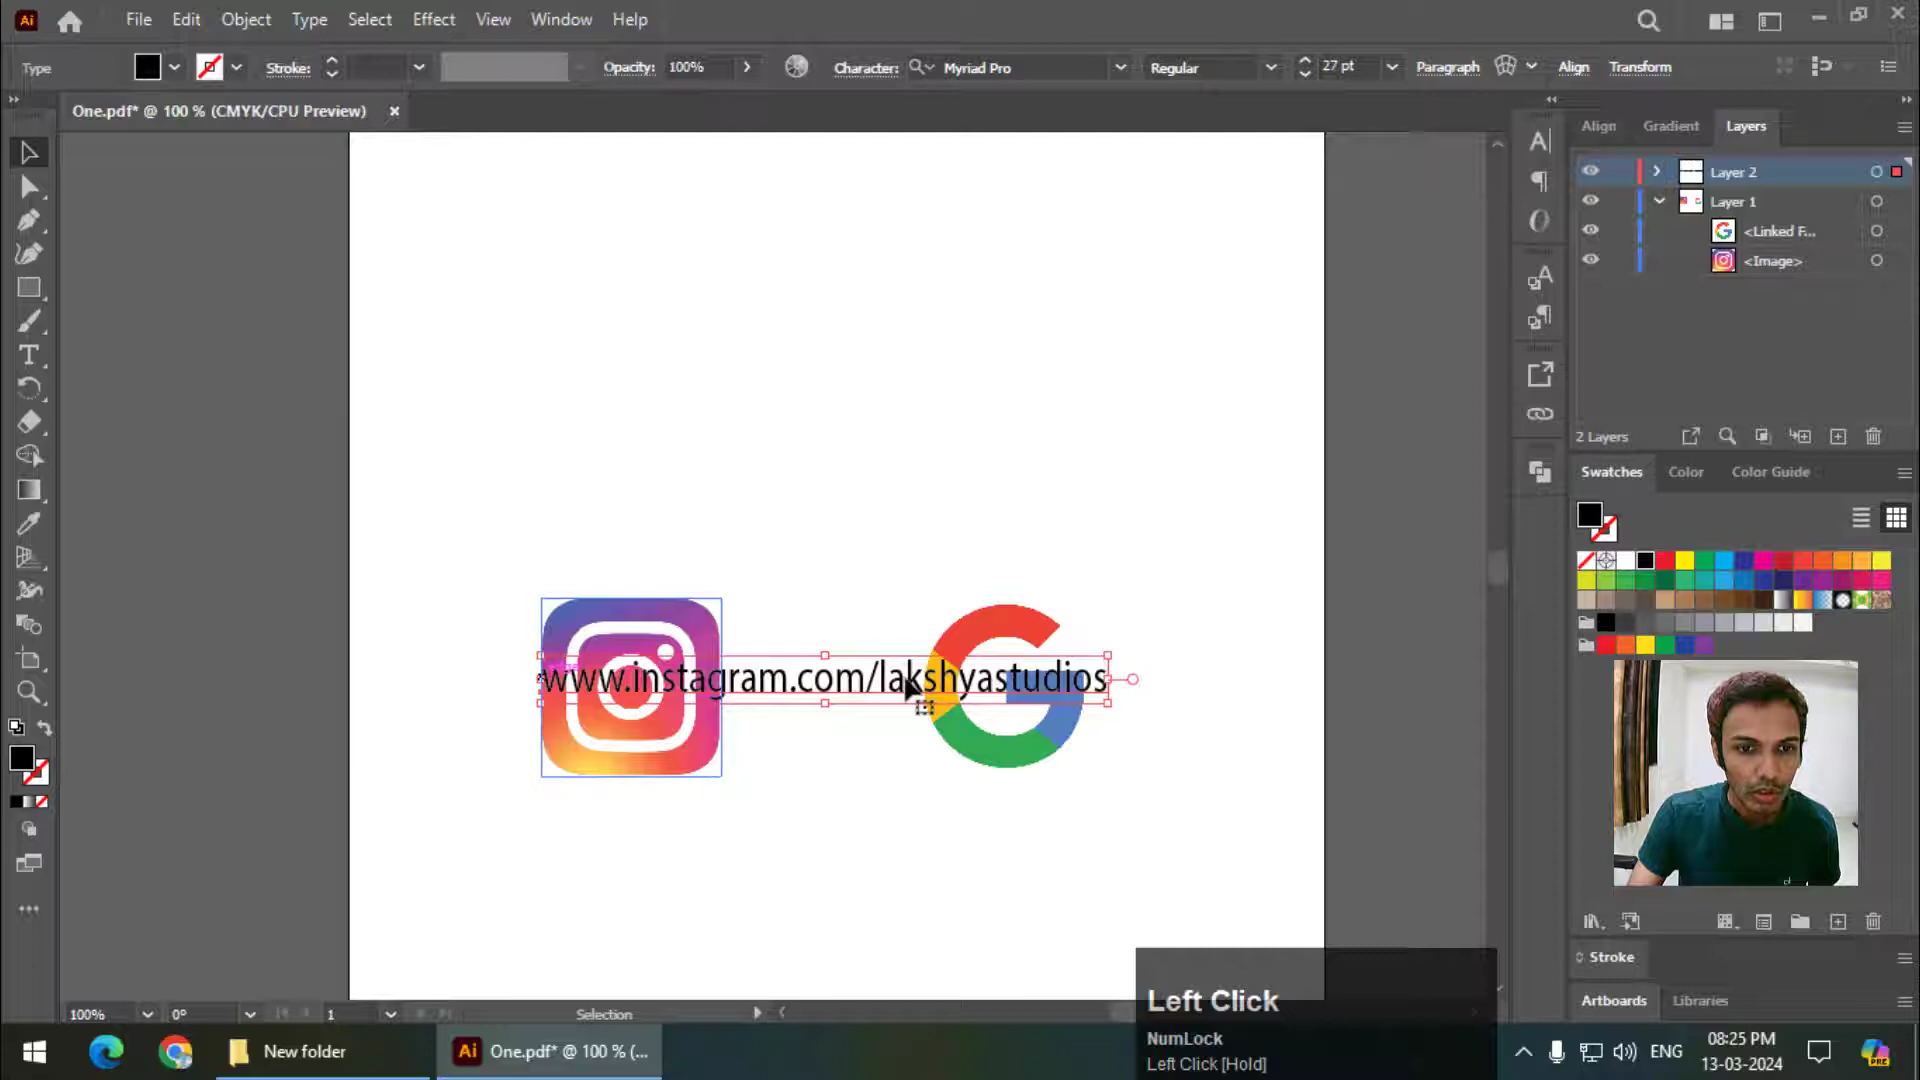 Ai File Edit Object Type Select Effect View Window Help
Type Stroke: Opacity: 100% Character: Myriad Pro Regular 27 pt Paragraph Align Transform
One.pdf* @ 100 % (CMYK/CPU Preview)
Align Gradient Layers
Layer 2
Layer 1
<Linked F...
<Image>
2 Layers
Swatches Color Color Guide
www.instagram.com/lakshyastudios
Stroke
Artboards Libraries
100% 0° 1 Selection
Left Click
NumLock
Left Click [Hold]
New folder
Ai One.pdf* @ 100 % (...
ENG
08:25 PM
13-03-2024
PRE